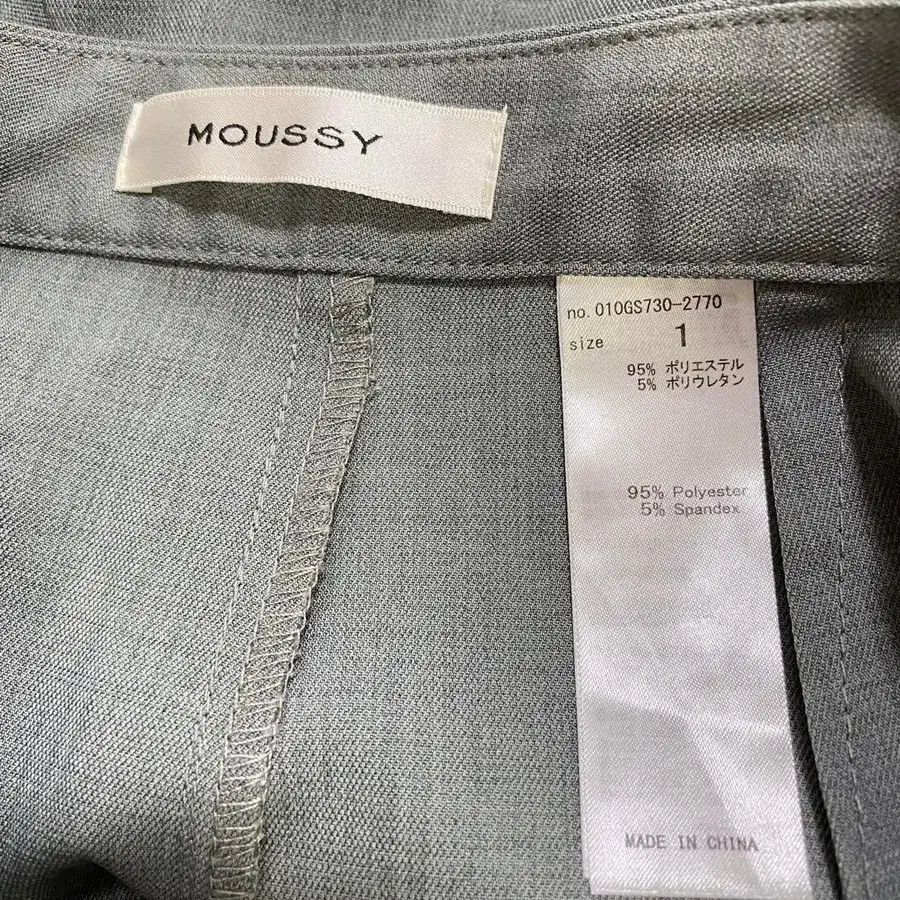 MOUSSY
no. 010GS730-2770
size 1
95% ポリエステル
5% ポリウレタン
95% Polyester
5% Spandex
MADE IN CHINA